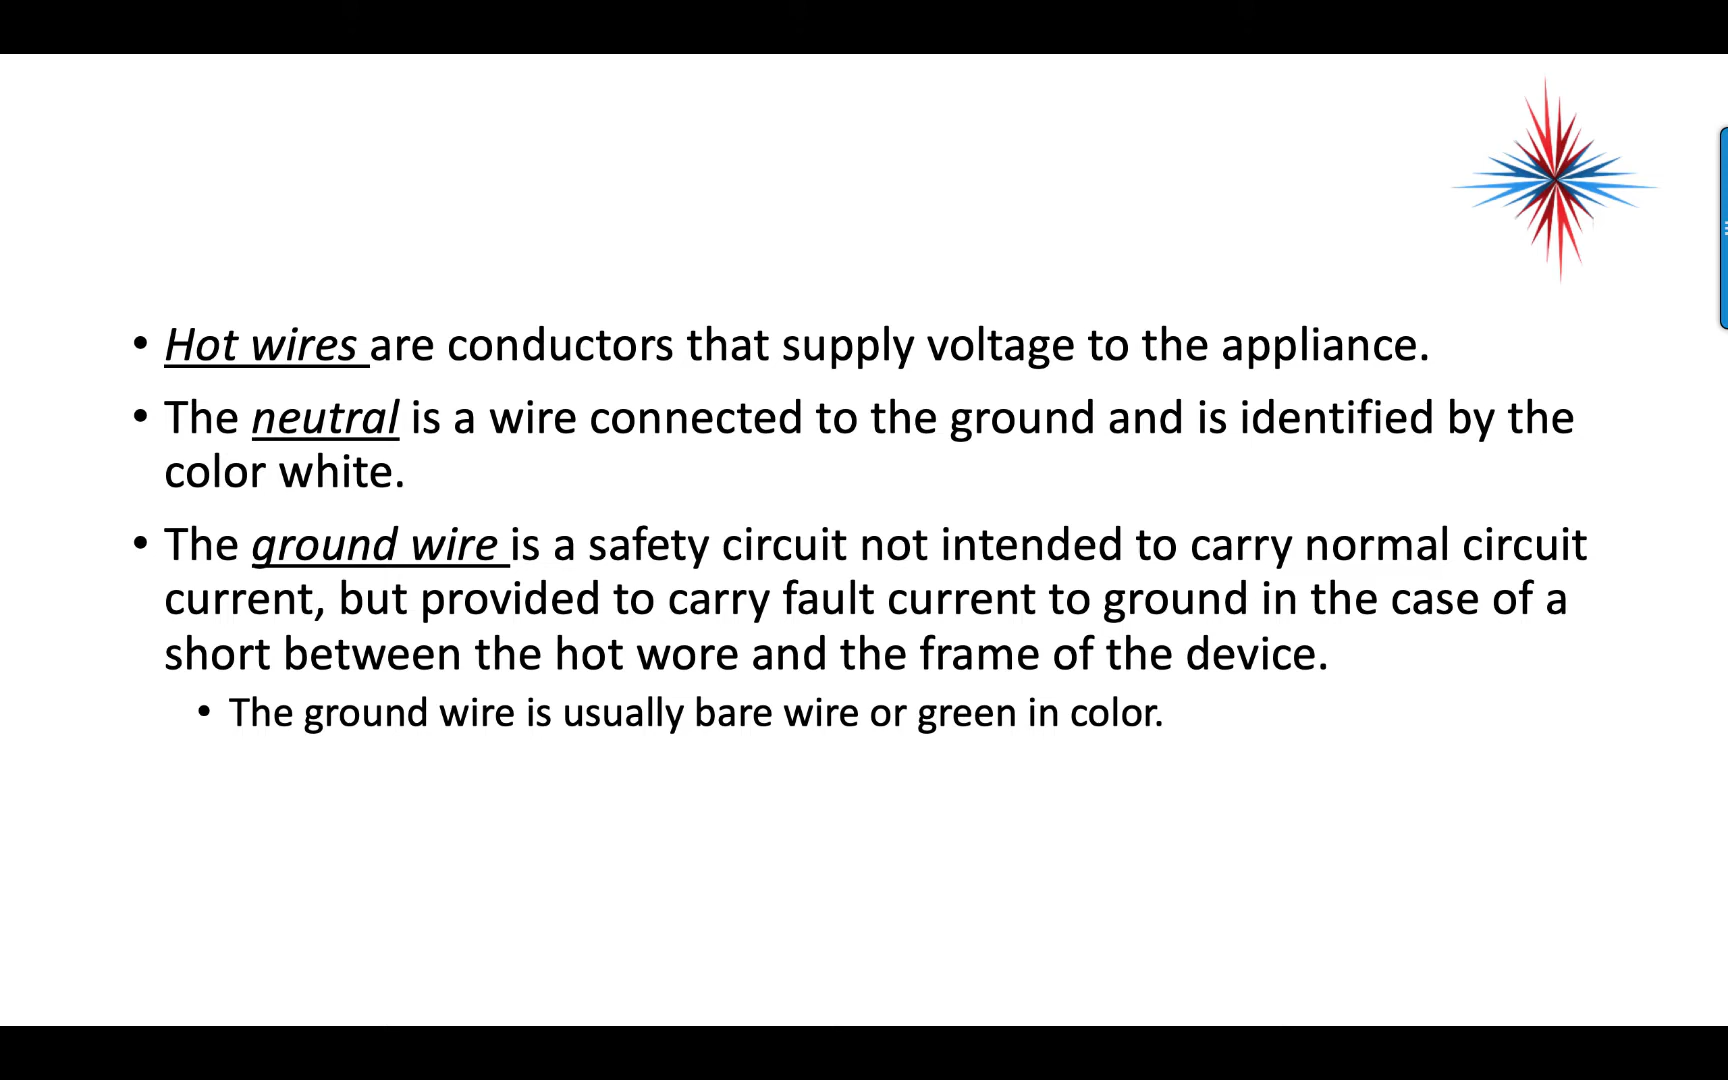 • Hot wires are conductors that supply voltage to the appliance.
• The neutral is a wire connected to the ground and is identified by the
color white.
• The ground wire is a safety circuit not intended to carry normal circuit
current, but provided to carry fault current to ground in the case of a
short between the hot wore and the frame of the device.
• The ground wire is usually bare wire or green in color.